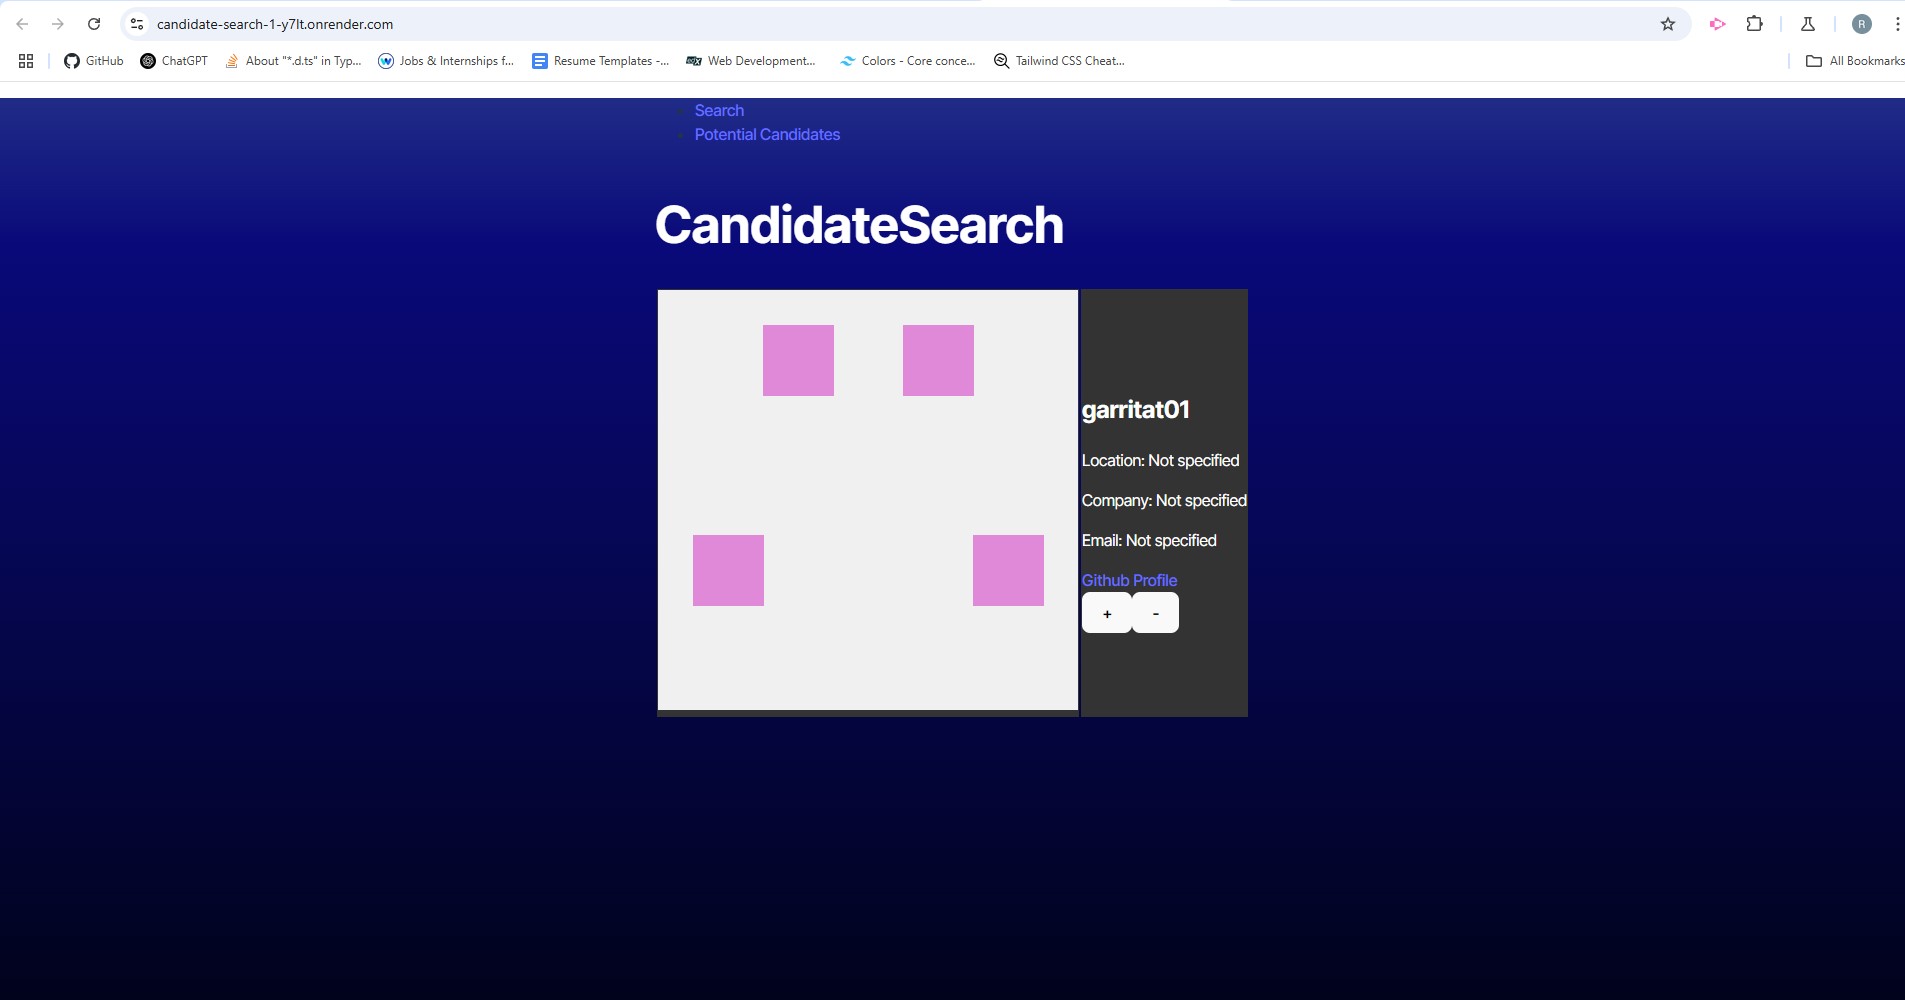 candidate-search-1-y7lt.onrender.com
R
GitHub ChatGPT About "*.d.ts" in Typ... Jobs & Internships f... Resume Templates -... Web Development... Colors - Core conce... Tailwind CSS Cheat... All Bookmarks
Search
Potential Candidates
CandidateSearch
garritat01
Location: Not specified
Company: Not specified
Email: Not specified
Github Profile
+ -